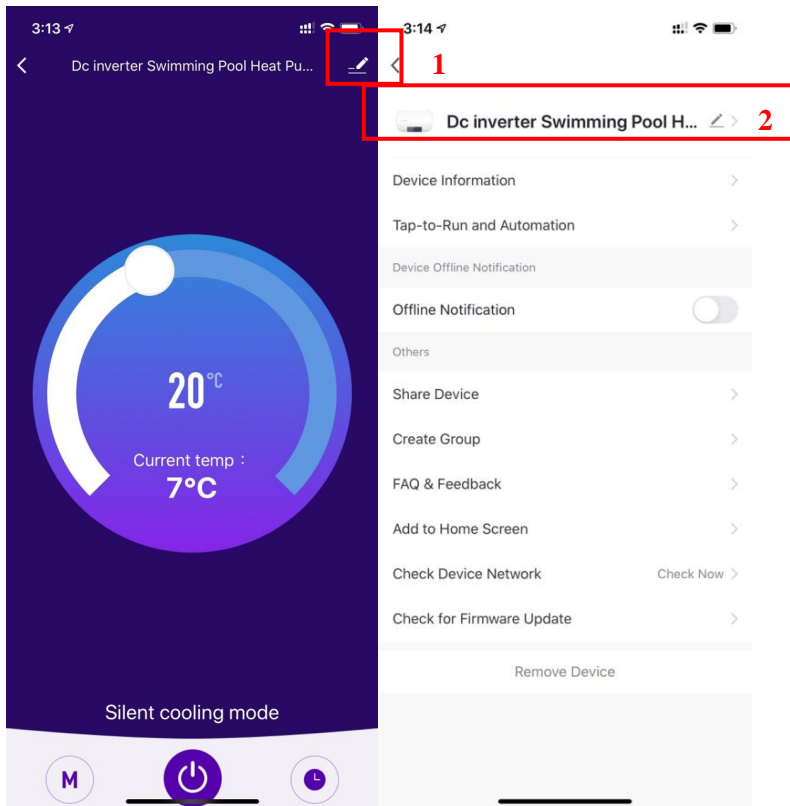 3:13
Dc inverter Swimming Pool Heat Pu...
1
20°C
Current temp :
7°C
Silent cooling mode
M
3:14
Dc inverter Swimming Pool H...
2
Device Information
Tap-to-Run and Automation
Device Offline Notification
Offline Notification
Others
Share Device
Create Group
FAQ & Feedback
Add to Home Screen
Check Device Network
Check Now
Check for Firmware Update
Remove Device